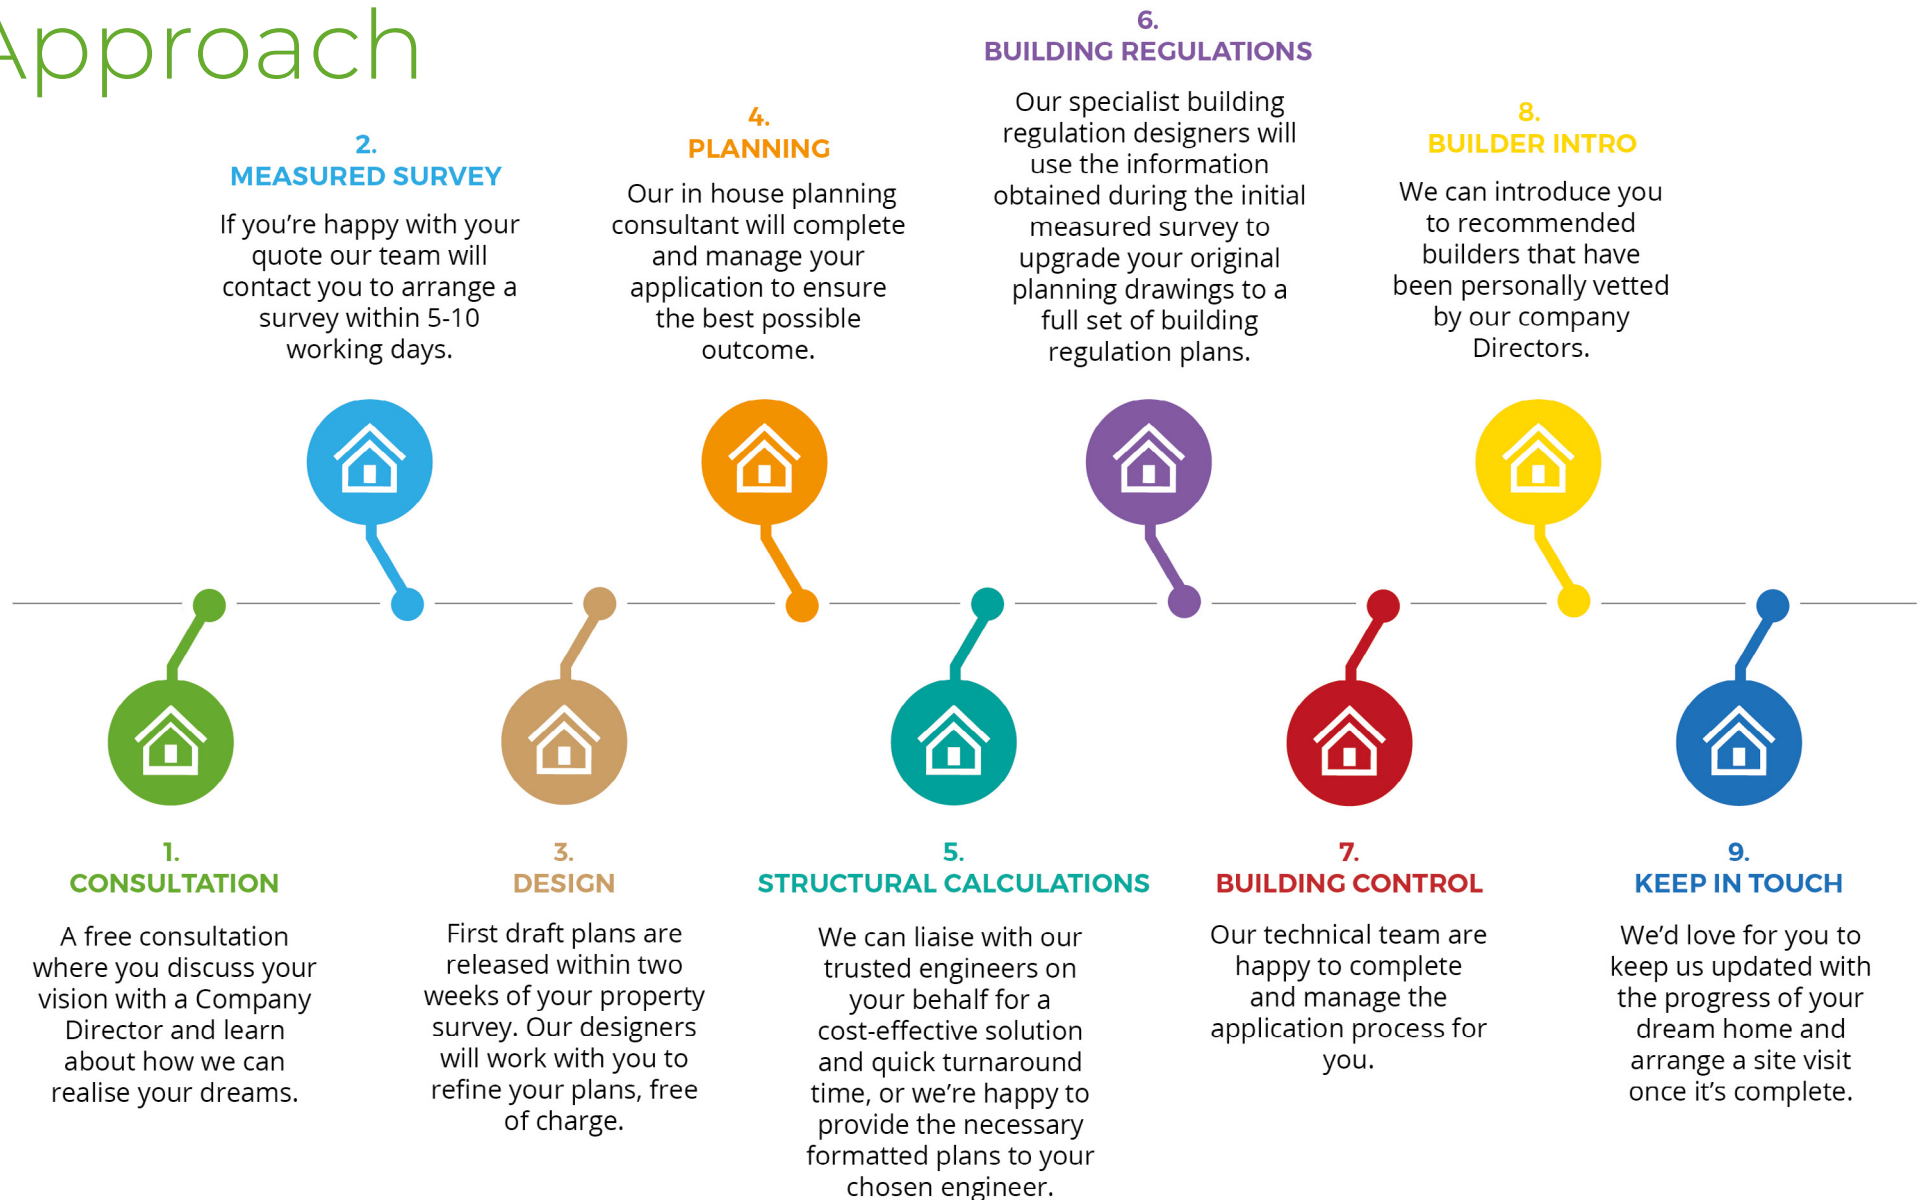 Approach
1.
CONSULTATION
A free consultation
where you discuss your
vision with a Company
Director and learn
about how we can
realise your dreams.
2.
MEASURED SURVEY
If you’re happy with your
quote our team will
contact you to arrange a
survey within 5-10
working days.
3.
DESIGN
First draft plans are
released within two
weeks of your property
survey. Our designers
will work with you to
refine your plans, free
of charge.
4.
PLANNING
Our in house planning
consultant will complete
and manage your
application to ensure
the best possible
outcome.
5.
STRUCTURAL CALCULATIONS
We can liaise with our
trusted engineers on
your behalf for a
cost-effective solution
and quick turnaround
time, or we’re happy to
provide the necessary
formatted plans to your
chosen engineer.
6.
BUILDING REGULATIONS
Our specialist building
regulation designers will
use the information
obtained during the initial
measured survey to
upgrade your original
planning drawings to a
full set of building
regulation plans.
7.
BUILDING CONTROL
Our technical team are
happy to complete
and manage the
application process for
you.
8.
BUILDER INTRO
We can introduce you
to recommended
builders that have
been personally vetted
by our company
Directors.
9.
KEEP IN TOUCH
We’d love for you to
keep us updated with
the progress of your
dream home and
arrange a site visit
once it’s complete.